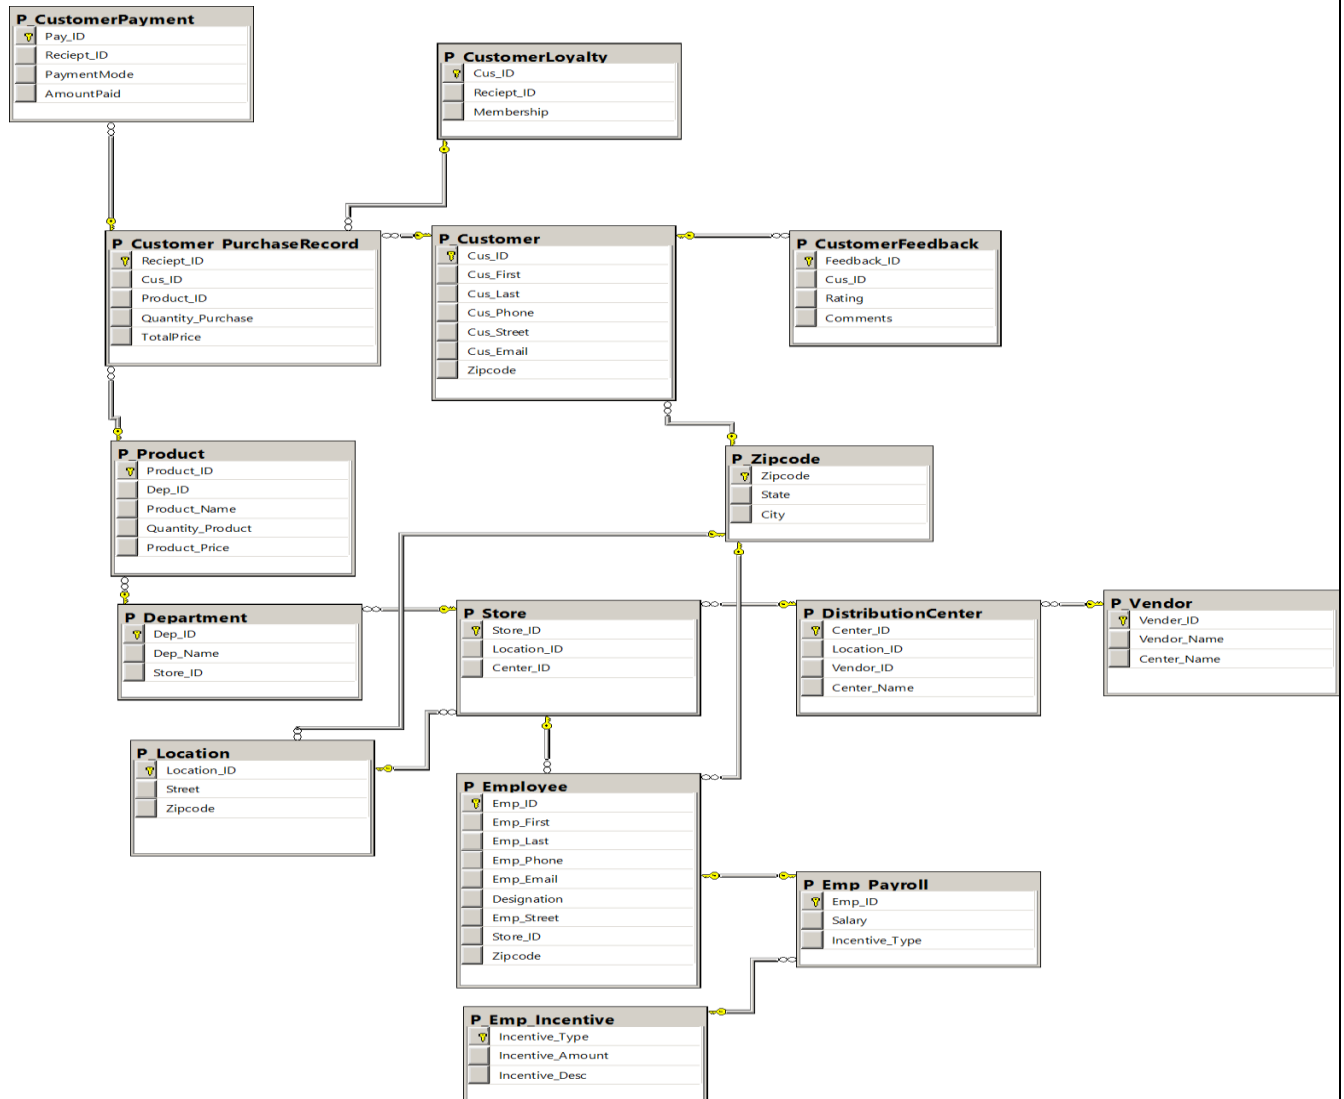 P_CustomerPayment
Pay_ID
Reciept_ID
PaymentMode
AmountPaid
P_CustomerLoyalty
Cus_ID
Reciept_ID
Membership
P_Customer_PurchaseRecord
Reciept_ID
Cus_ID
Product_ID
Quantity_Purchase
TotalPrice
P_Customer
Cus_ID
Cus_First
Cus_Last
Cus_Phone
Cus_Street
Cus_Email
Zipcode
P_CustomerFeedback
Feedback_ID
Cus_ID
Rating
Comments
P_Product
Product_ID
Dep_ID
Product_Name
Quantity_Product
Product_Price
P_Zipcode
Zipcode
State
City
P_Department
Dep_ID
Dep_Name
Store_ID
P_Store
Store_ID
Location_ID
Center_ID
P_DistributionCenter
Center_ID
Location_ID
Vendor_ID
Center_Name
P_Vendor
Vender_ID
Vendor_Name
Center_Name
P_Location
Location_ID
Street
Zipcode
P_Employee
Emp_ID
Emp_First
Emp_Last
Emp_Phone
Emp_Email
Designation
Emp_Street
Store_ID
Zipcode
P_Emp_Payroll
Emp_ID
Salary
Incentive_Type
P_Emp_Incentive
Incentive_Type
Incentive_Amount
Incentive_Desc